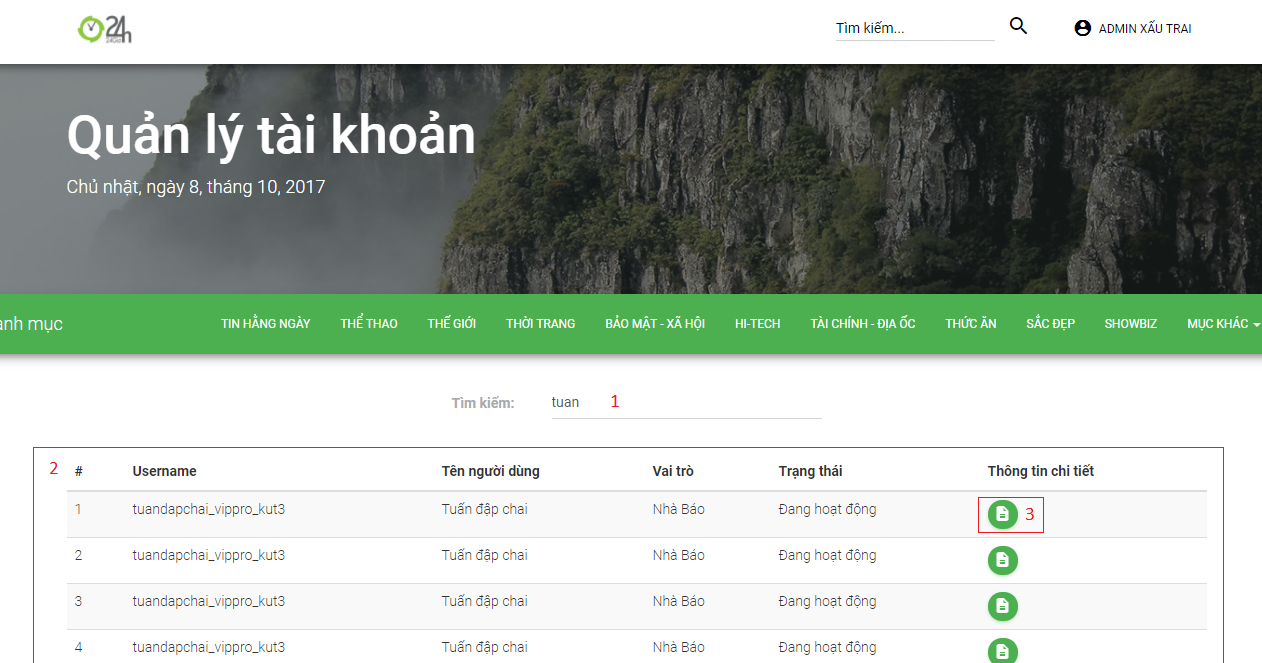 24h
Tìm kiếm...
ADMIN XẤU TRAI
Quản lý tài khoản
Chủ nhật, ngày 8, tháng 10, 2017
anh mục TIN HẰNG NGÀY THỂ THAO THẾ GIỚI THỜI TRANG BẢO MẬT - XÃ HỘI HI-TECH TÀI CHÍNH - ĐỊA ỐC THỨC ĂN SẮC ĐẸP SHOWBIZ MỤC KHÁC
Tìm kiếm: tuan 1
2 # Username Tên người dùng Vai trò Trạng thái Thông tin chi tiết
1 tuandapchai_vippro_kut3 Tuấn đập chai Nhà Báo Đang hoạt động 3
2 tuandapchai_vippro_kut3 Tuấn đập chai Nhà Báo Đang hoạt động
3 tuandapchai_vippro_kut3 Tuấn đập chai Nhà Báo Đang hoạt động
4 tuandapchai_vippro_kut3 Tuấn đập chai Nhà Báo Đang hoạt động